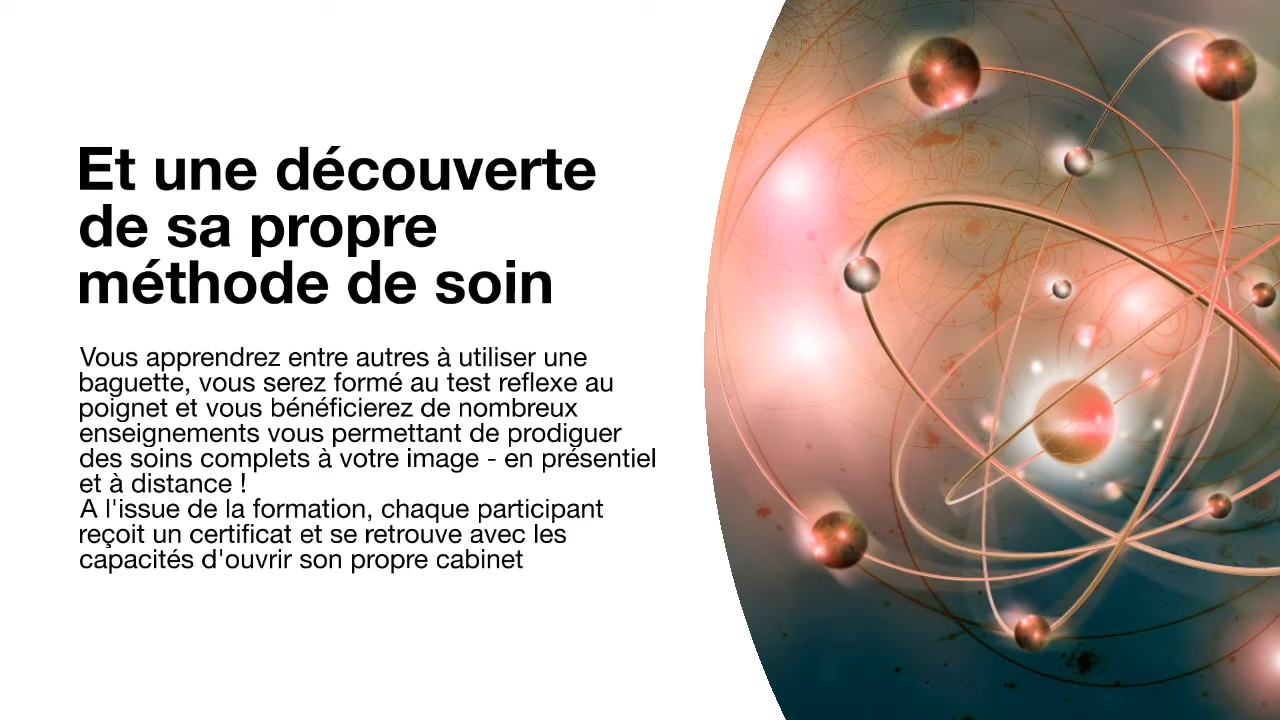 Et une découverte
de sa propre
méthode de soin
Vous apprendrez entre autres à utiliser une
baguette, vous serez formé au test reflexe au
poignet et vous bénéficierez de nombreux
enseignements vous permettant de prodiguer
des soins complets à votre image - en présentiel
et à distance !
A l'issue de la formation, chaque participant
reçoit un certificat et se retrouve avec les
capacités d'ouvrir son propre cabinet